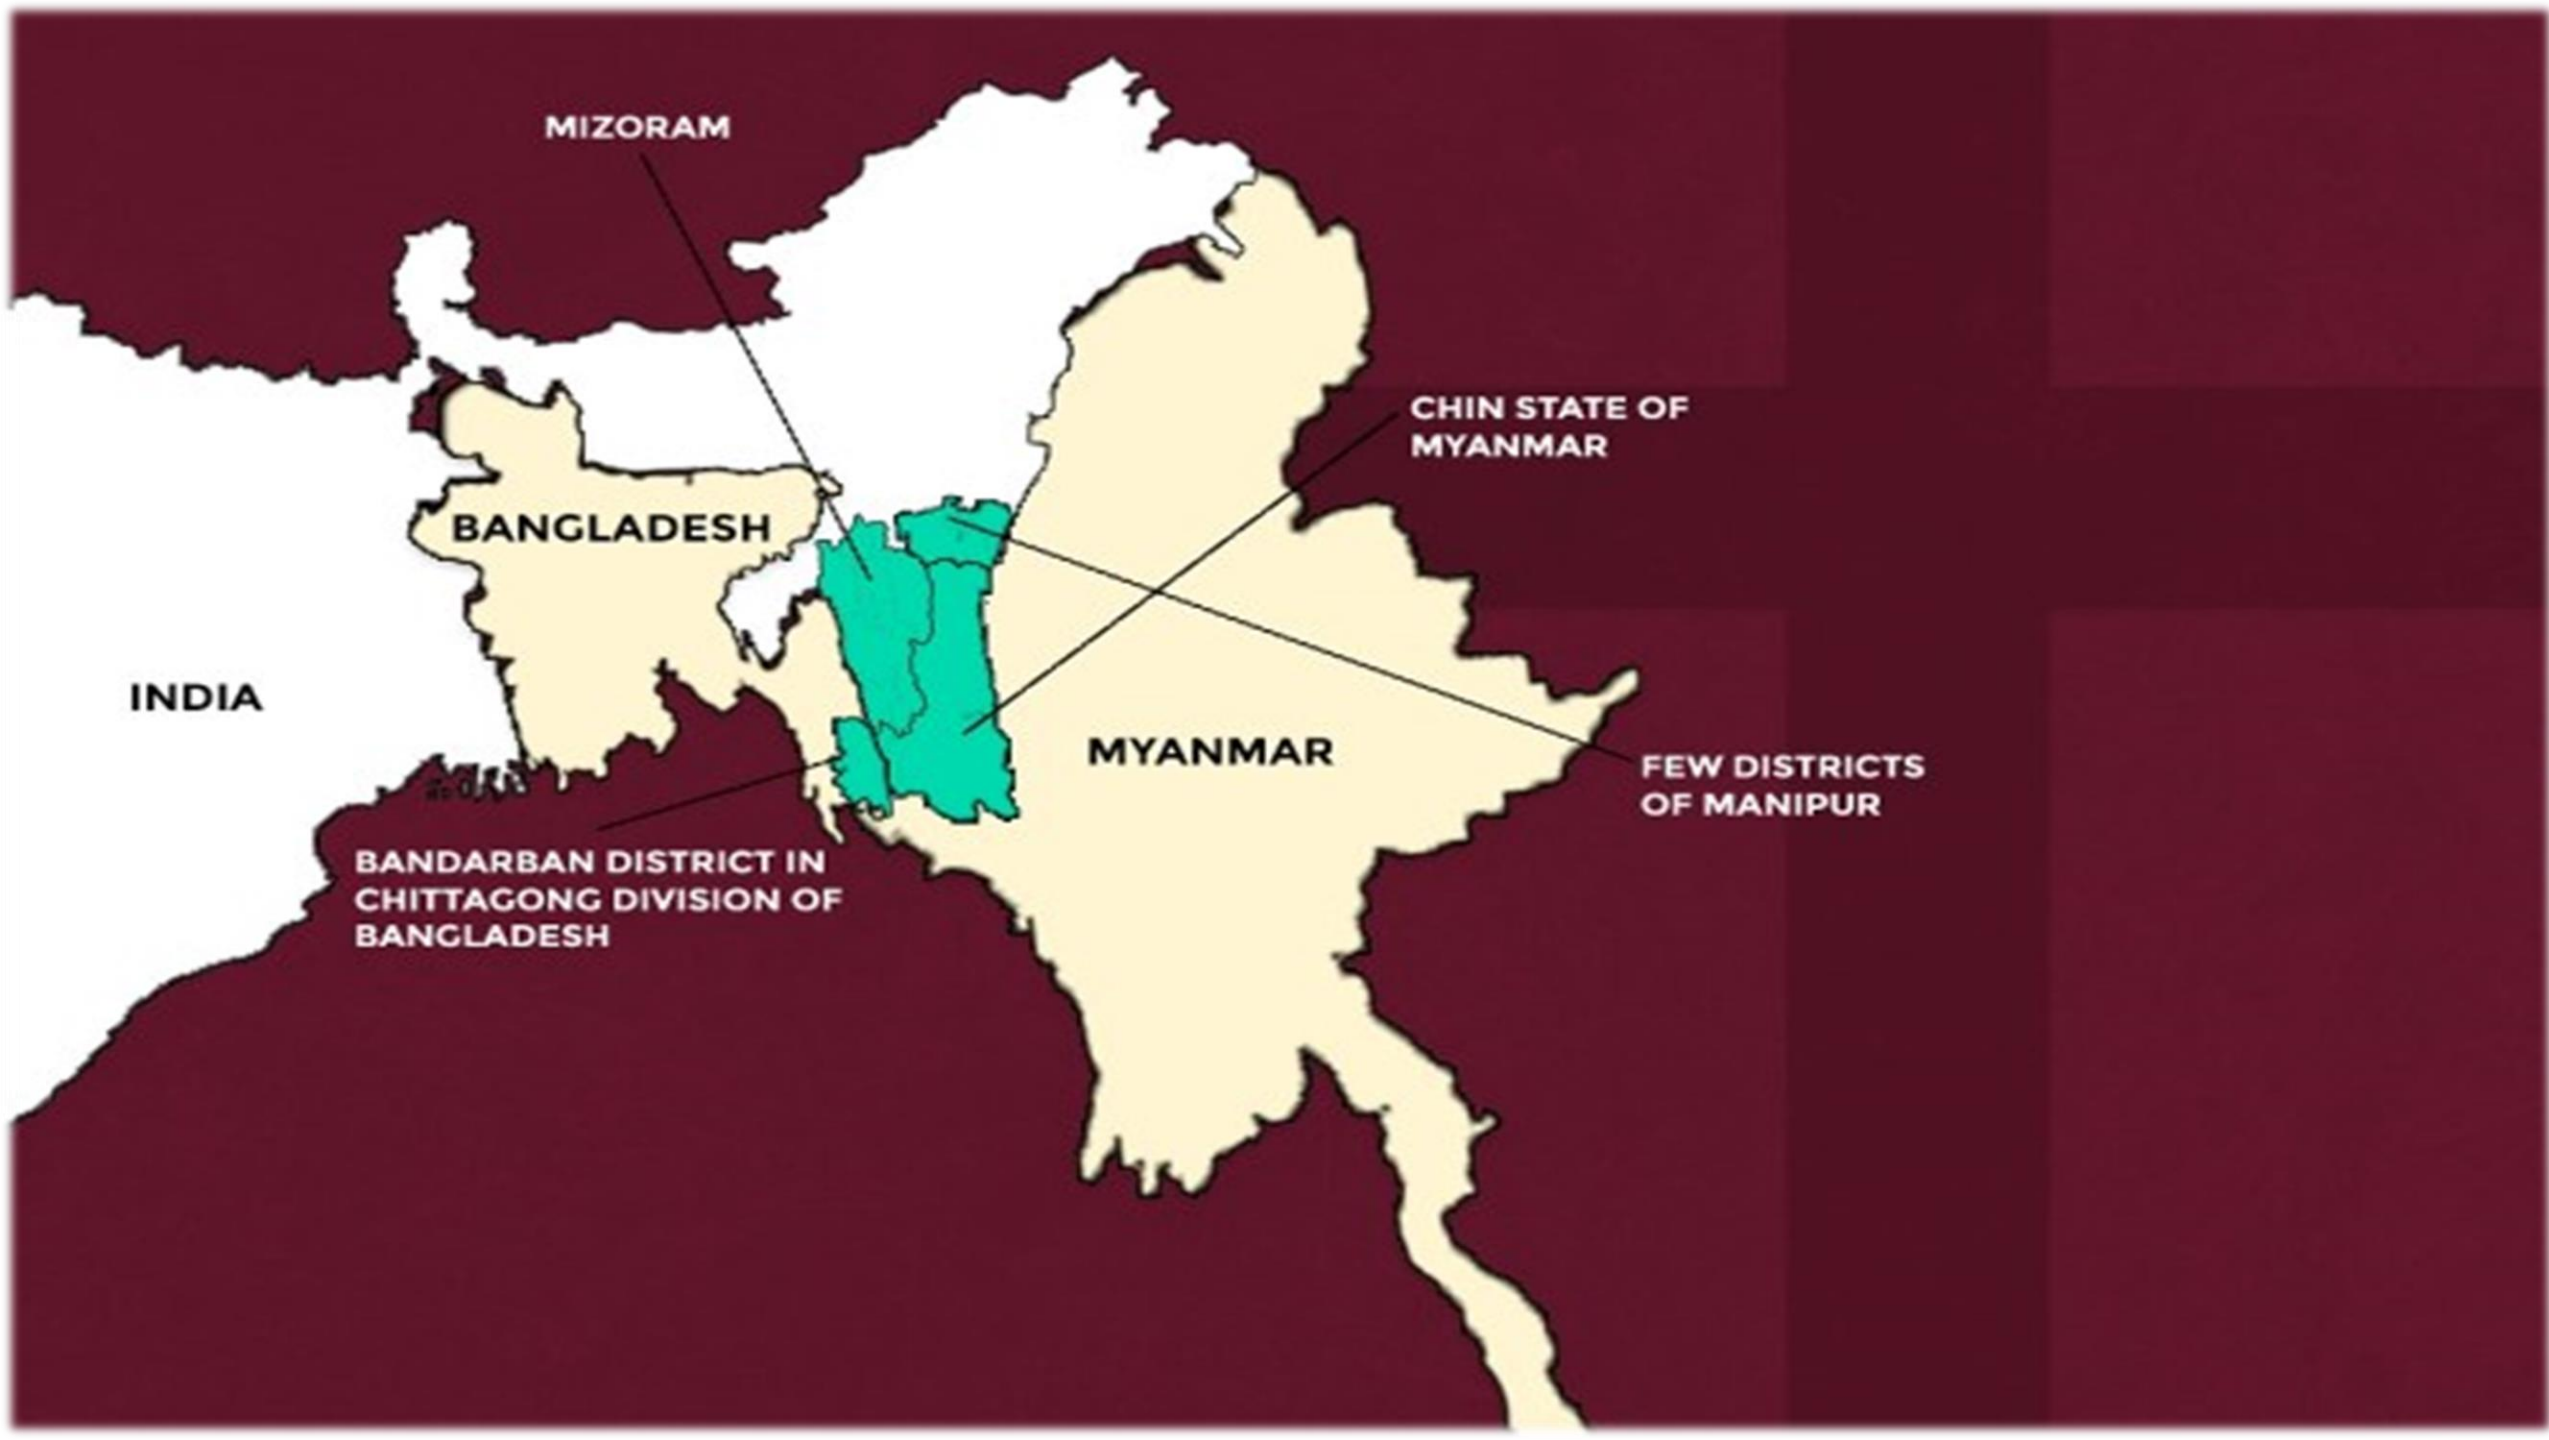 MIZORAM
CHIN STATE OF
MYANMAR
BANGLADESH
INDIA
MYANMAR
FEW DISTRICTS
OF MANIPUR
BANDARBAN DISTRICT IN
CHITTAGONG DIVISION OF
BANGLADESH